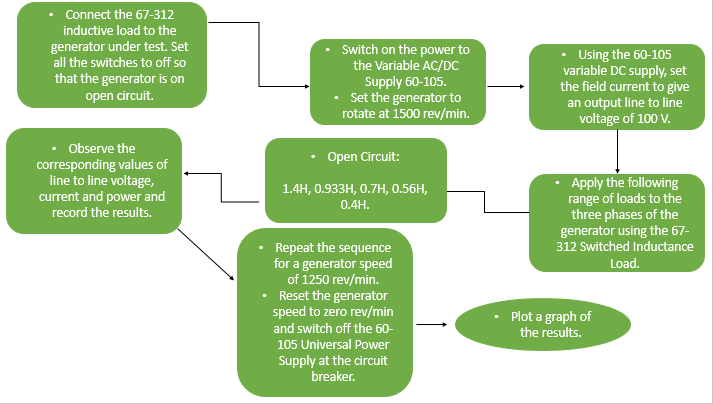 • Connect the 67-312
inductive load to the
generator under test. Set
all the switches to off so
that the generator is on
open circuit.
• Switch on the power to
the Variable AC/DC
Supply 60-105.
• Set the generator to
rotate at 1500 rev/min.
• Using the 60-105
variable DC supply, set
the field current to give
an output line to line
voltage of 100 V.
• Apply the following
range of loads to the
three phases of the
generator using the 67-
312 Switched Inductance
Load.
• Open Circuit:
1.4H, 0.933H, 0.7H, 0.56H,
0.4H.
• Observe the
corresponding values of
line to line voltage,
current and power and
record the results.
• Repeat the sequence
for a generator speed
of 1250 rev/min.
• Reset the generator
speed to zero rev/min
and switch off the 60-
105 Universal Power
Supply at the circuit
breaker.
• Plot a graph of
the results.